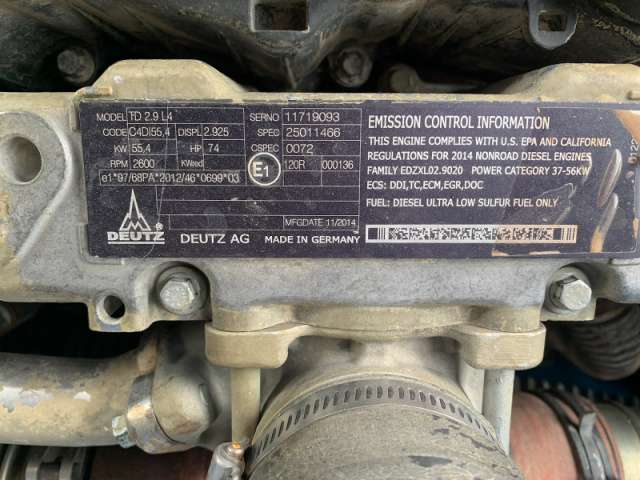 MODEL TD 2.9 L4 SERNO 11719093
CODE C4DI55,4 DISPL 2.925 SPEC 25011466
KW 55,4 HP 74 CSPEC 0072
RPM 2600 KWeed E1 120R 000136
e1*97/68PA*2012/46*0699*03
DEUTZ DEUTZ AG MFGDATE 11/2014
MADE IN GERMANY
EMISSION CONTROL INFORMATION
THIS ENGINE COMPLIES WITH U.S. EPA AND CALIFORNIA
REGULATIONS FOR 2014 NONROAD DIESEL ENGINES
FAMILY EDZXL02.9020 POWER CATEGORY 37-56KW
ECS: DDI,TC,ECM,EGR,DOC
FUEL: DIESEL ULTRA LOW SULFUR FUEL ONLY